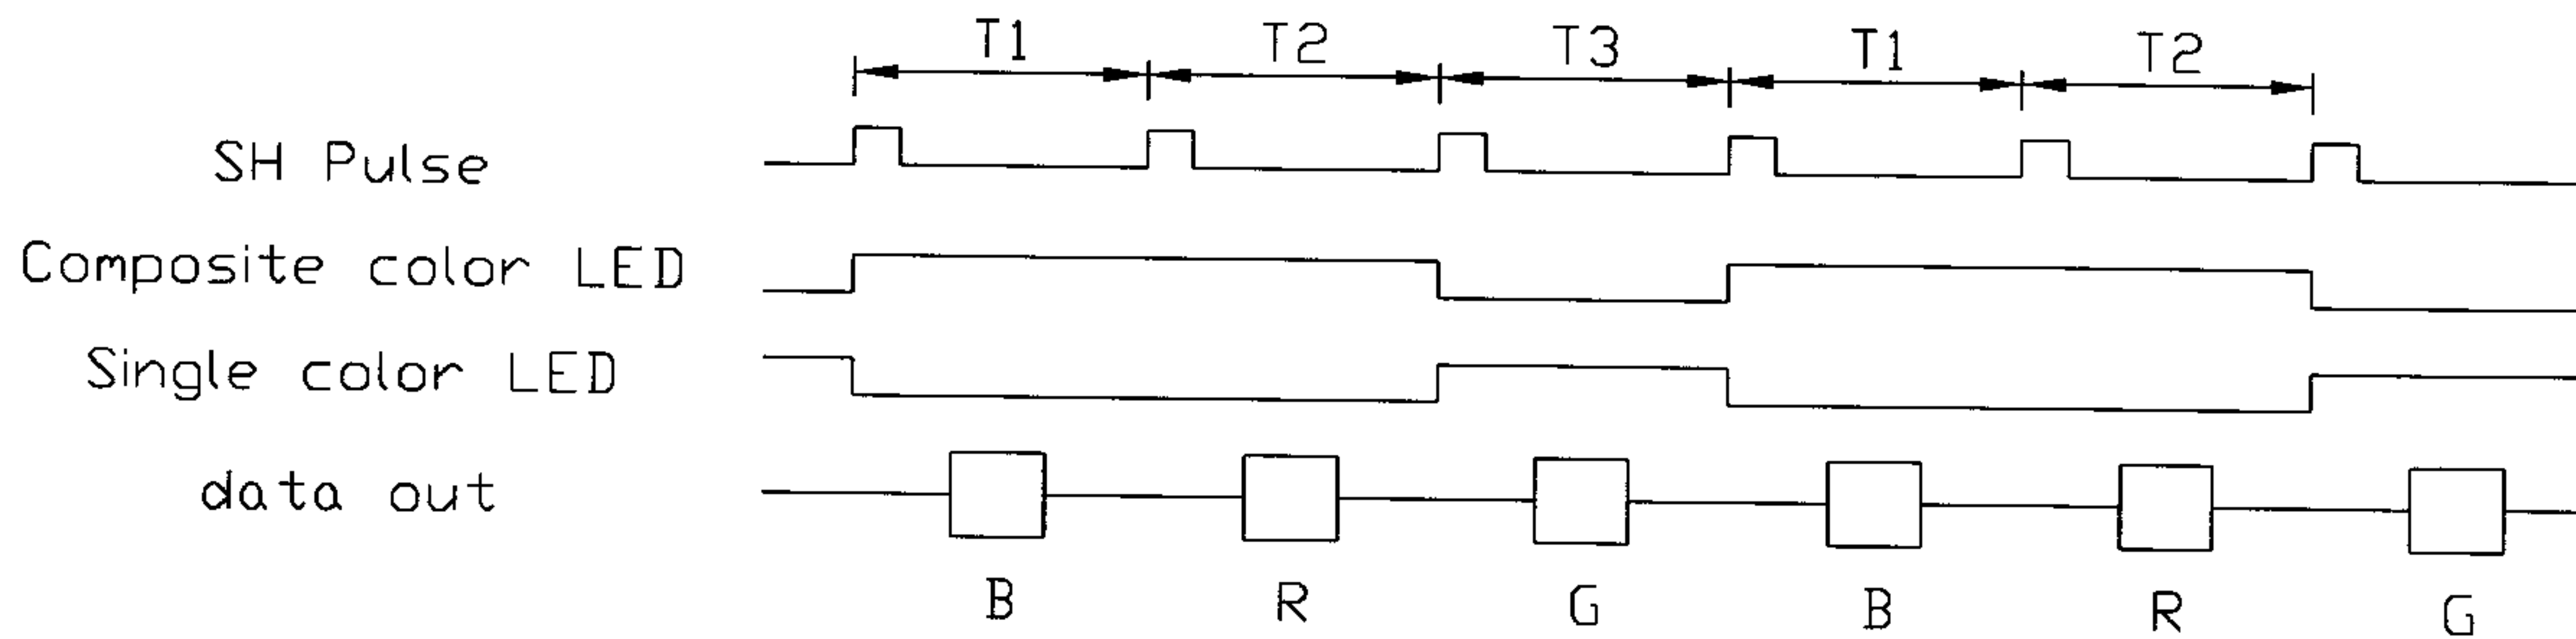 T1 T2 T3 T1 T2
SH Pulse
Composite color LED
Single color LED
data out
B R G B R G